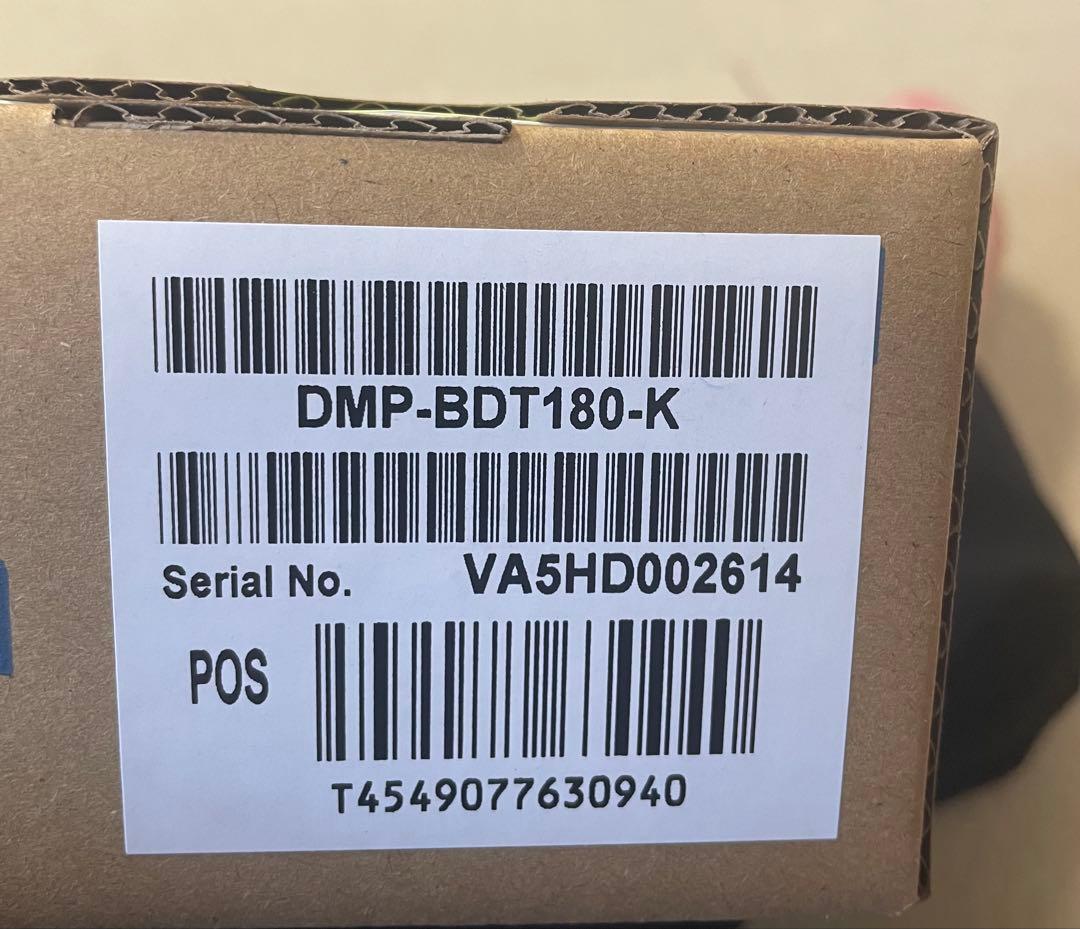 DMP-BDT180-K
Serial No. VA5HD002614
POS
T4549077630940